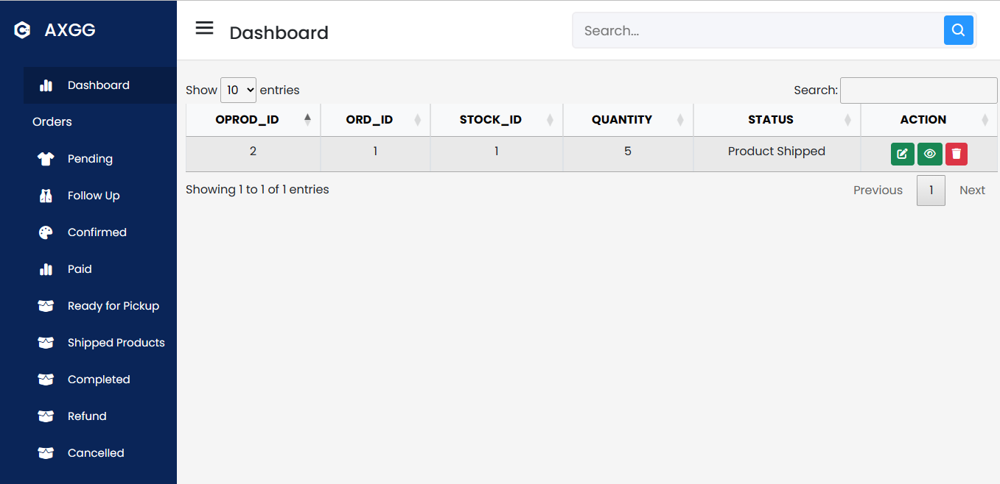 AXGG
Dashboard
Orders
Pending
Follow Up
Confirmed
Paid
Ready for Pickup
Shipped Products
Completed
Refund
Cancelled
Dashboard
Search...
Show 10 entries
Search:
OPROD_ID ORD_ID STOCK_ID QUANTITY STATUS ACTION
2 1 1 5 Product Shipped
Showing 1 to 1 of 1 entries
Previous 1 Next